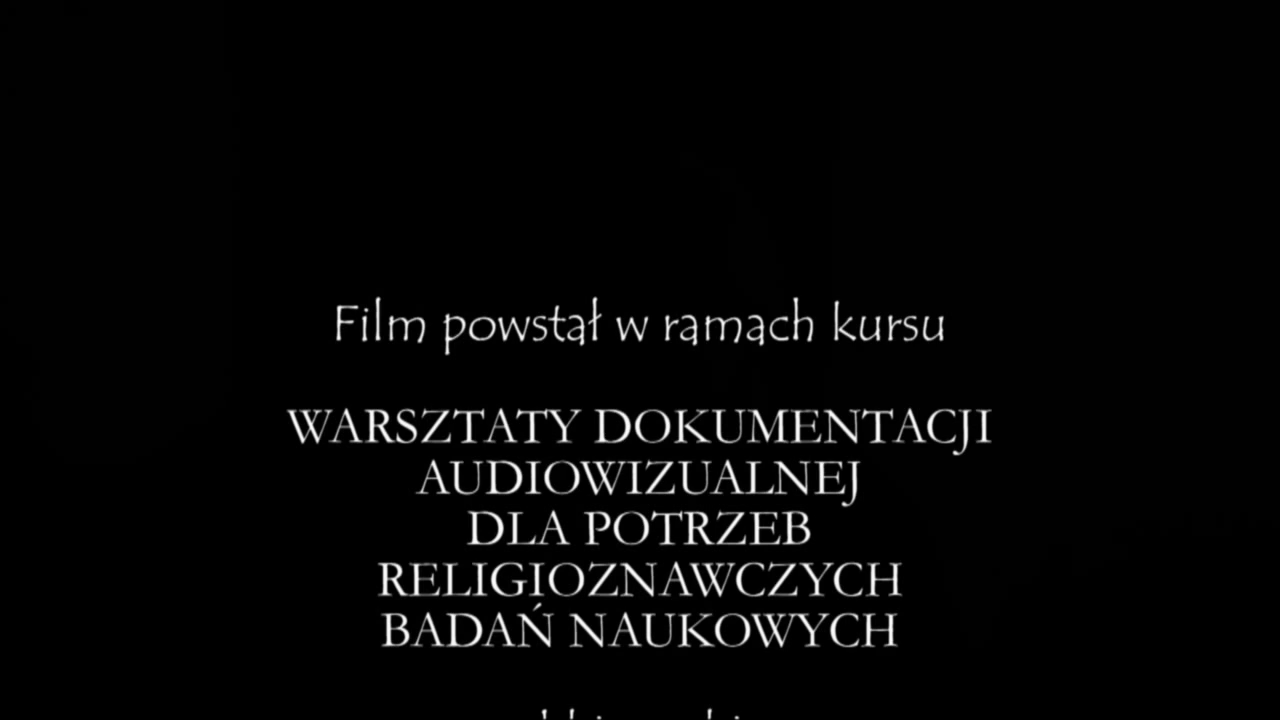 Film powstał w ramach kursu
WARSZTATY DOKUMENTACJI
AUDIOWIZUALNEJ
DLA POTRZEB
RELIGIOZNAWCZYCH
BADAŃ NAUKOWYCH